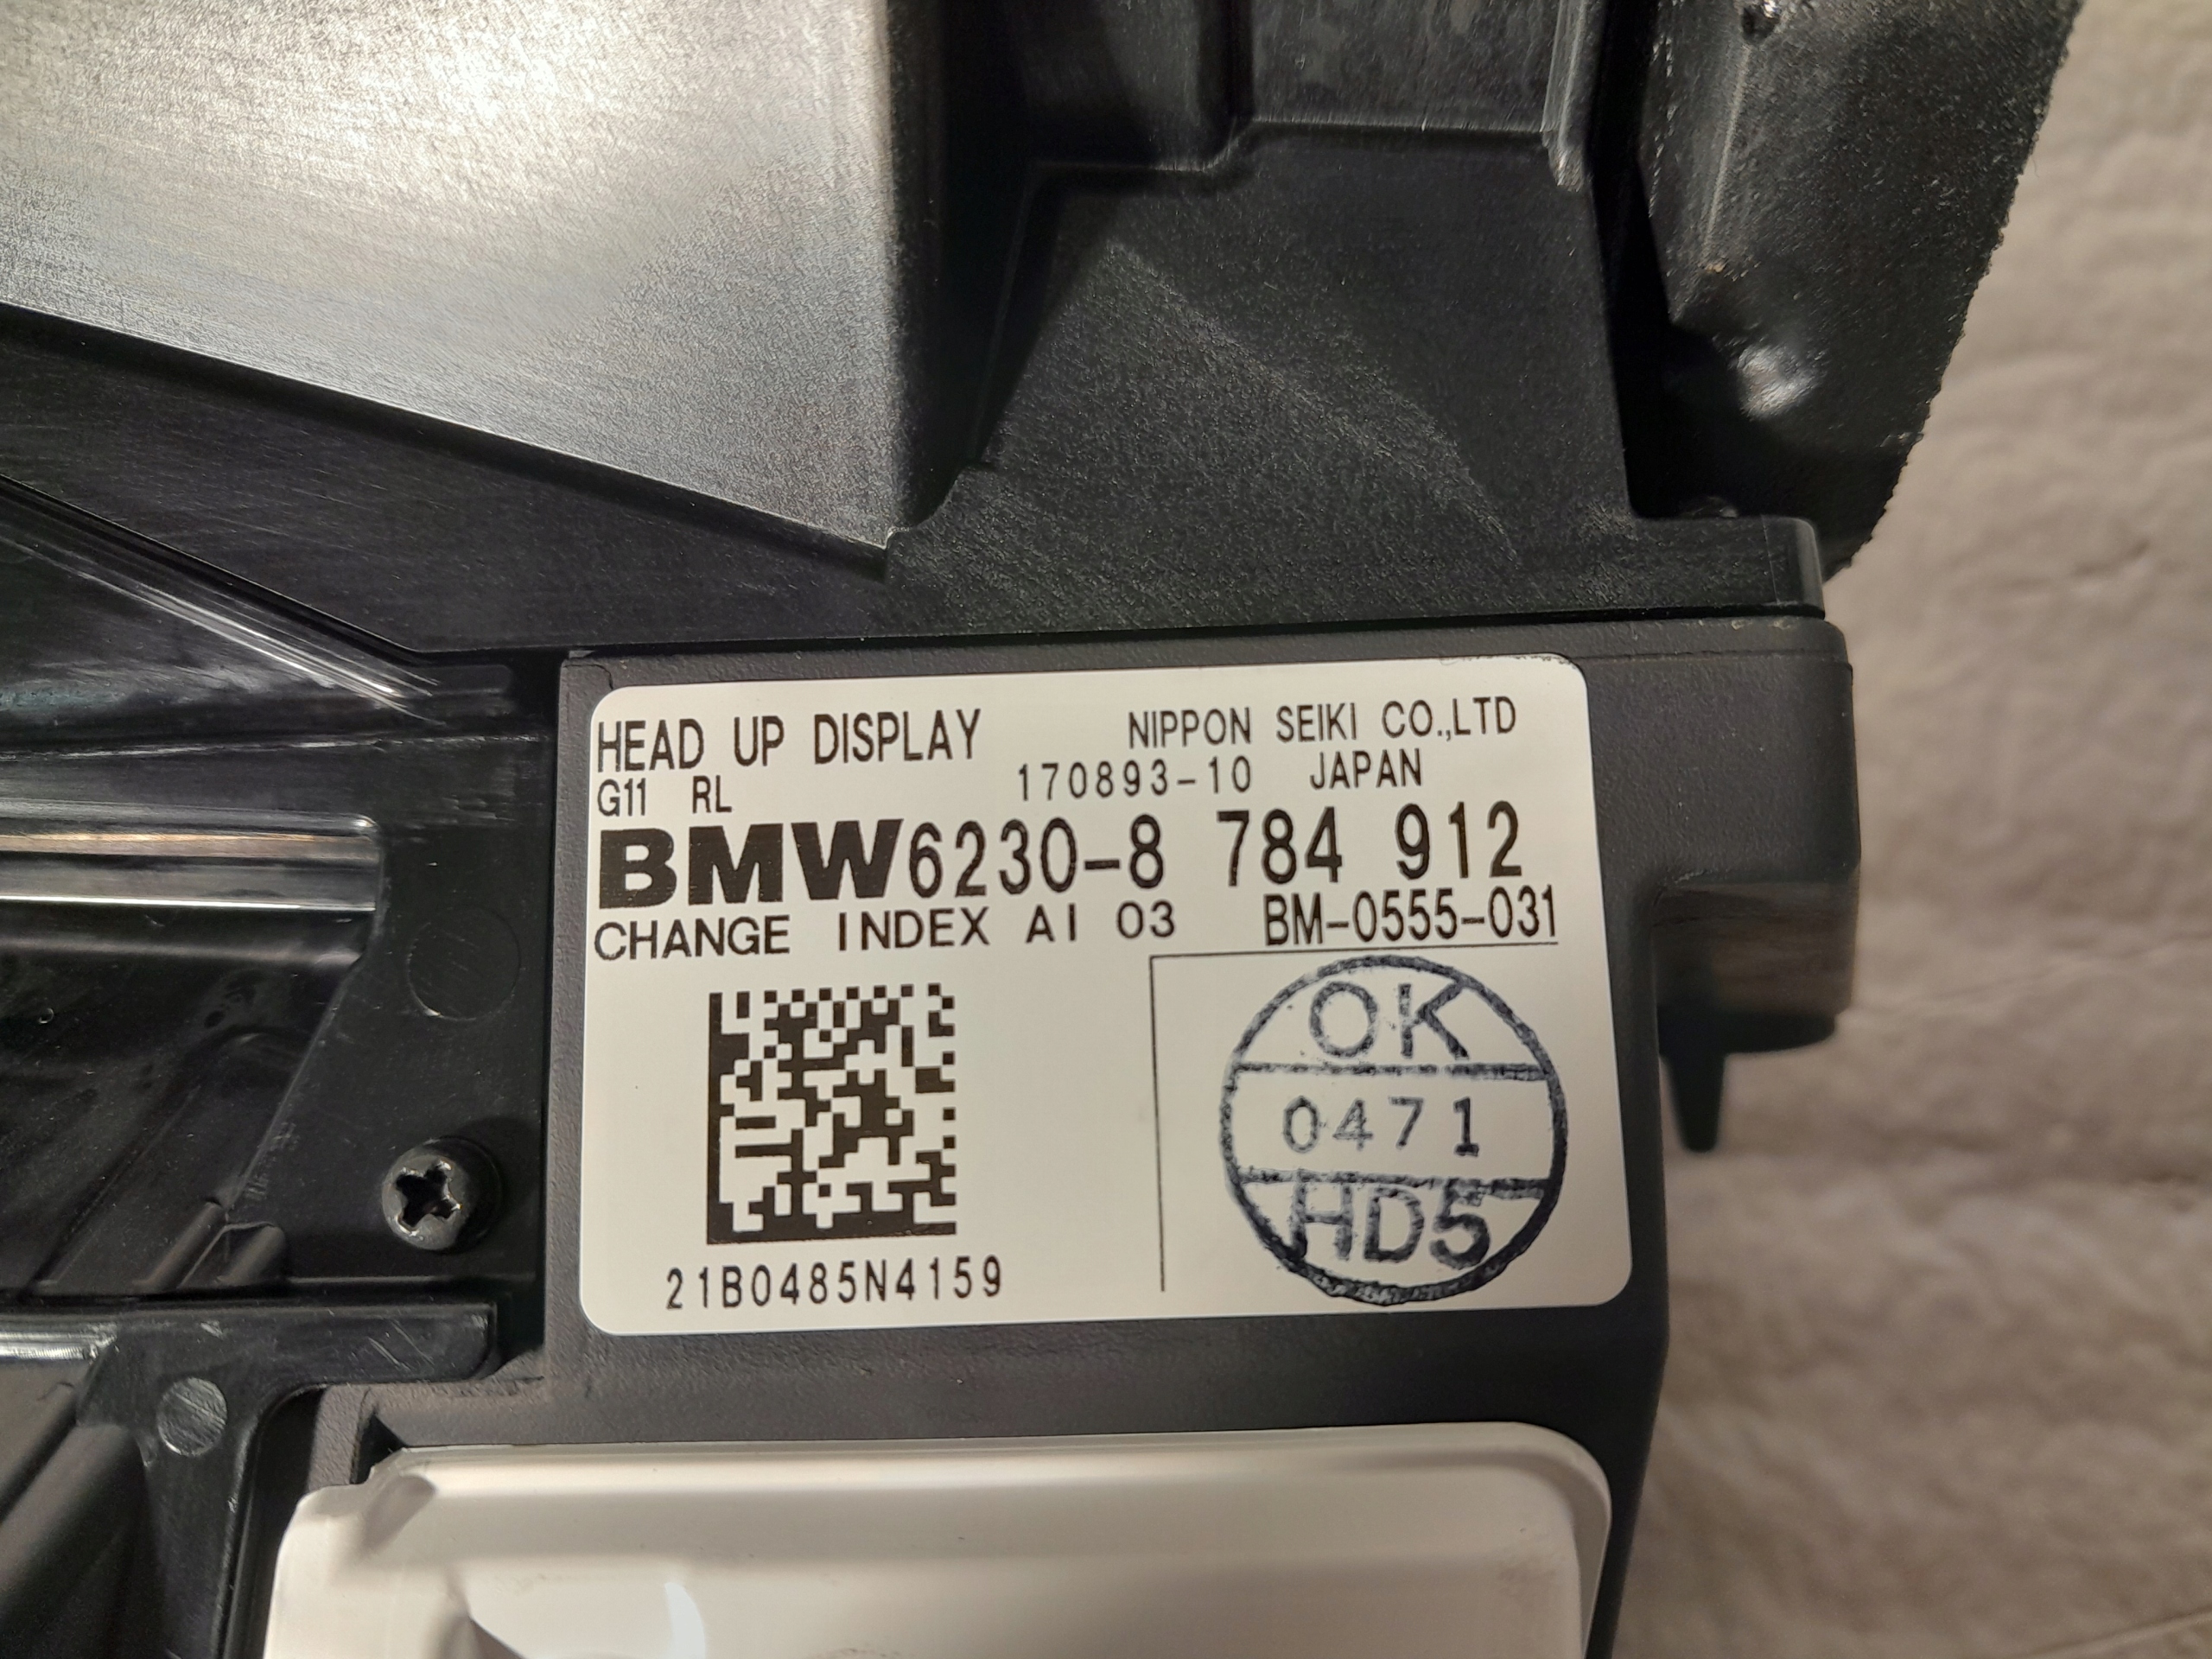 HEAD UP DISPLAY NIPPON SEIKI CO.,LTD
G11 RL 170893-10 JAPAN
BMW6230-8 784 912
CHANGE INDEX AI 03 BM-0555-031
OK
0471
HD5
21B0485N4159